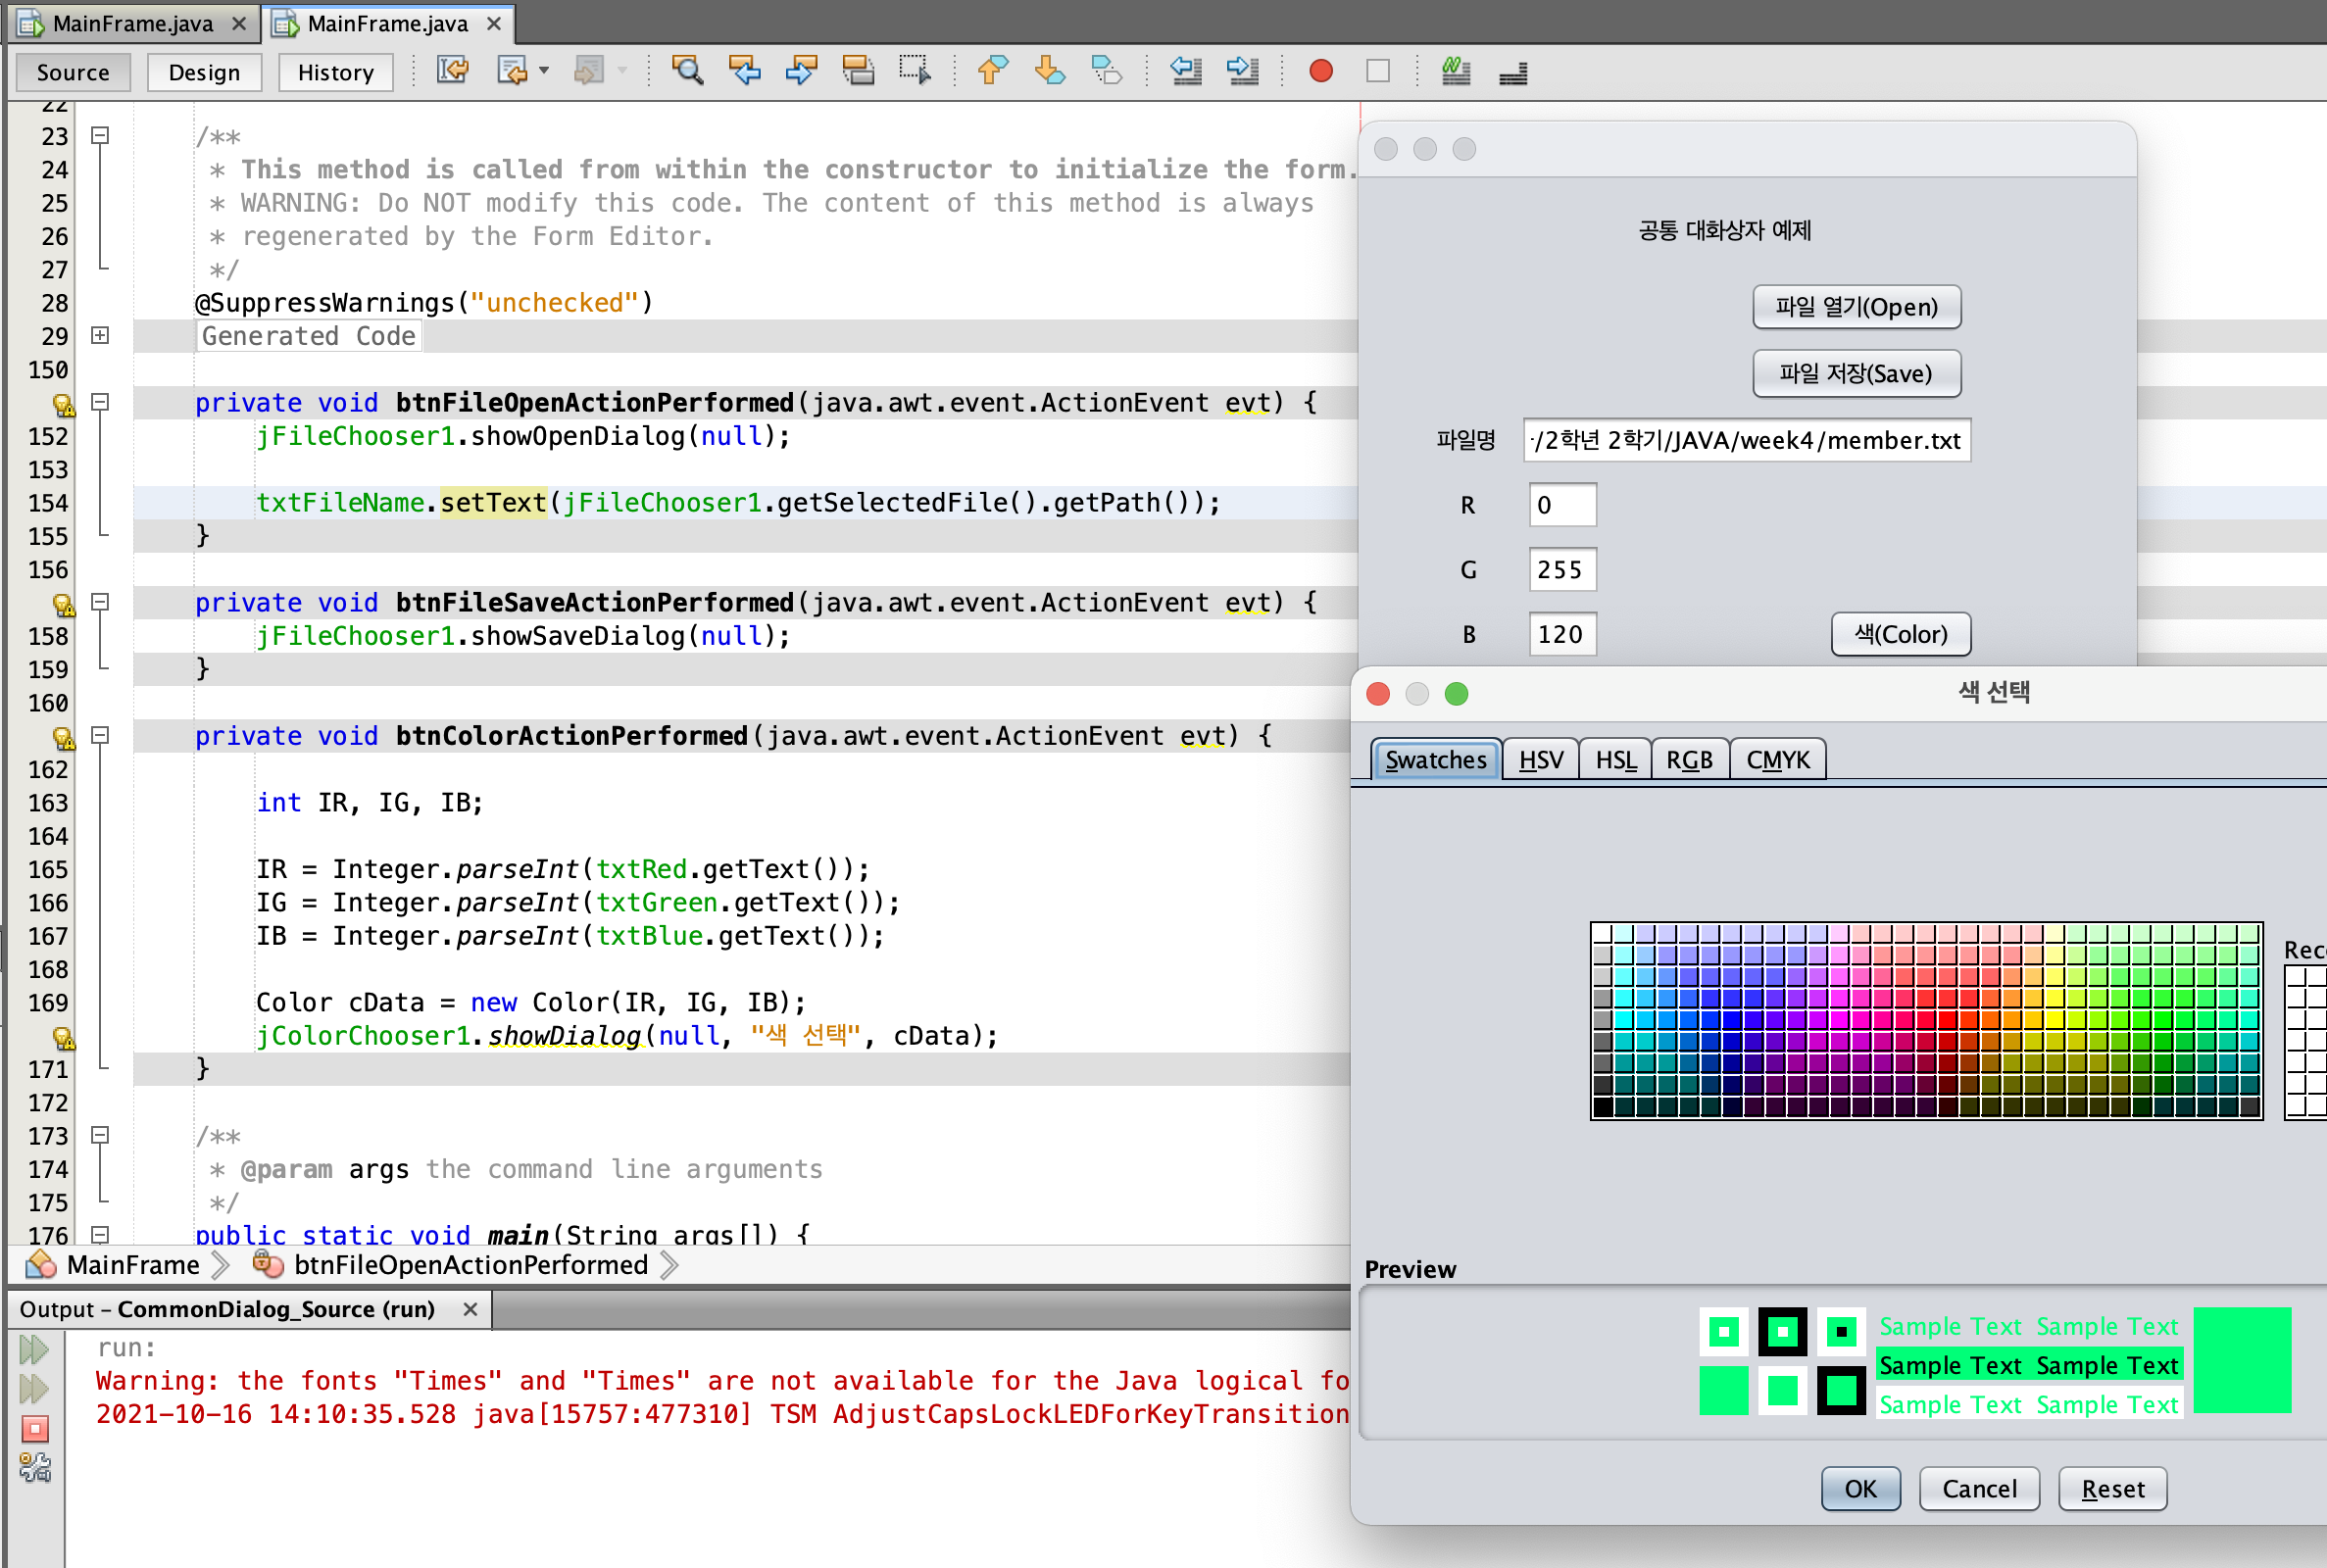 MainFrame.java
MainFrame.java
Source Design History
22
23 /**
24 * This method is called from within the constructor to initialize the form.
25 * WARNING: Do NOT modify this code. The content of this method is always
26 * regenerated by the Form Editor.
27 */
28 @SuppressWarnings("unchecked")
29 Generated Code
150
private void btnFileOpenActionPerformed(java.awt.event.ActionEvent evt) {
152 jFileChooser1.showOpenDialog(null);
153
154 txtFileName.setText(jFileChooser1.getSelectedFile().getPath());
155 }
156
private void btnFileSaveActionPerformed(java.awt.event.ActionEvent evt) {
158 jFileChooser1.showSaveDialog(null);
159 }
160
private void btnColorActionPerformed(java.awt.event.ActionEvent evt) {
162
163 int IR, IG, IB;
164
165 IR = Integer.parseInt(txtRed.getText());
166 IG = Integer.parseInt(txtGreen.getText());
167 IB = Integer.parseInt(txtBlue.getText());
168
169 Color cData = new Color(IR, IG, IB);
jColorChooser1.showDialog(null, "색 선택", cData);
171 }
172
173 /**
174 * @param args the command line arguments
175 */
176 public static void main(String args[]) {
MainFrame btnFileOpenActionPerformed
Output – CommonDialog_Source (run)
run:
Warning: the fonts "Times" and "Times" are not available for the Java logical fo
2021-10-16 14:10:35.528 java[15757:477310] TSM AdjustCapsLockLEDForKeyTransition
공통 대화상자 예제
파일 열기(Open)
파일 저장(Save)
파일명 /2학년 2학기/JAVA/week4/member.txt
R 0
G 255
B 120 색(Color)
색 선택
Swatches HSV HSL RGB CMYK
Rec
Preview
Sample Text Sample Text
Sample Text Sample Text
Sample Text Sample Text
OK Cancel Reset